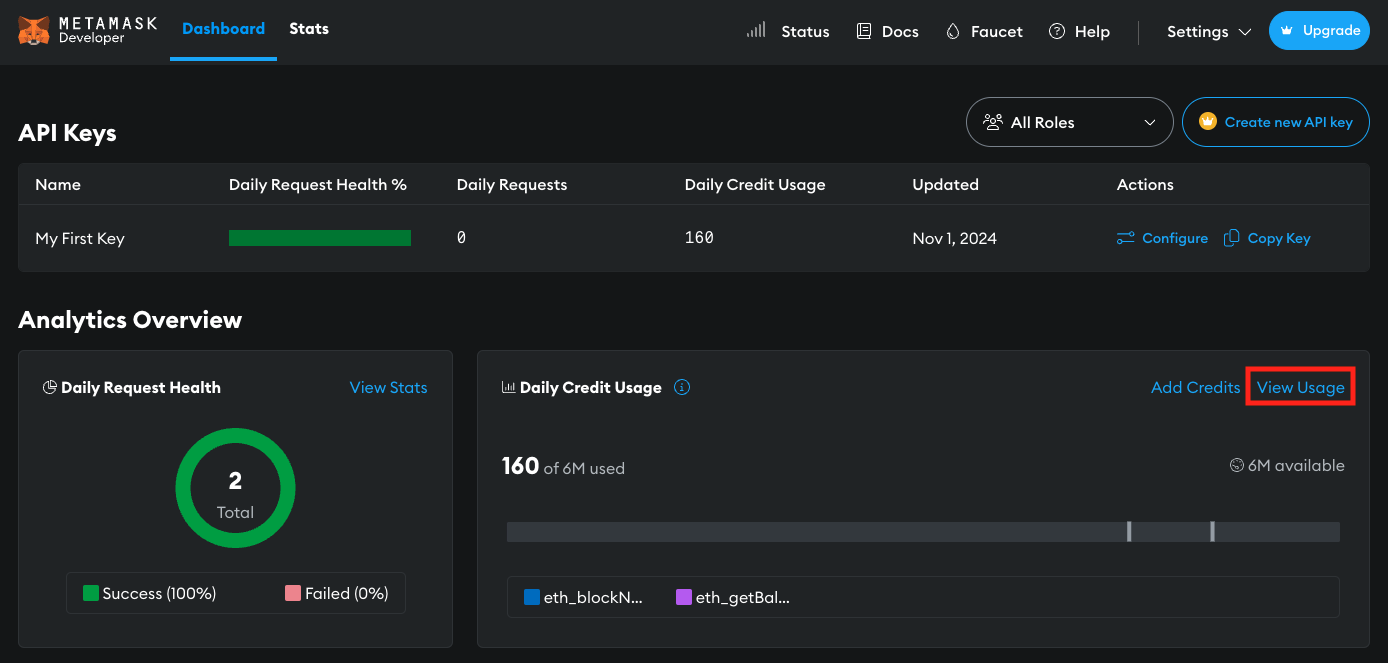 METAMASK Dashboard Stats Status Docs Faucet Help Settings Upgrade
Developer
API Keys All Roles Create new API key
Name Daily Request Health % Daily Requests Daily Credit Usage Updated Actions
My First Key 0 160 Nov 1, 2024 Configure Copy Key
Analytics Overview
Daily Request Health View Stats
2
Total
Success (100%) Failed (0%)
Daily Credit Usage Add Credits View Usage
160 of 6M used 6M available
eth_blockN... eth_getBal...